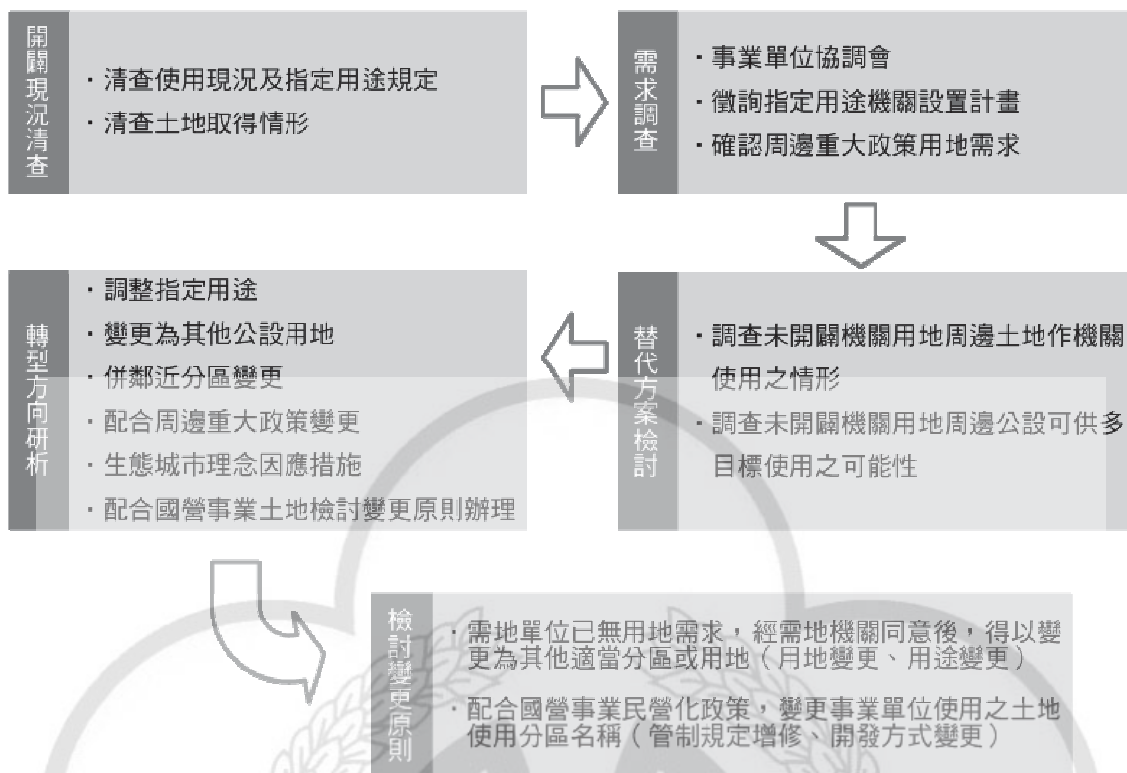 開闢現況清查
・清查使用現況及指定用途規定
・清查土地取得情形
需求調查
・事業單位協調會
・徵詢指定用途機關設置計畫
・確認周邊重大政策用地需求
替代方案檢討
・調查未開闢機關用地周邊土地作機關
使用之情形
・調查未開闢機關用地周邊公設可供多
目標使用之可能性
轉型方向研析
・調整指定用途
・變更為其他公設用地
・併鄰近分區變更
・配合周邊重大政策變更
・生態城市理念因應措施
・配合國營事業土地檢討變更原則辦理
檢討變更原則
・需地單位已無用地需求，經需地機關同意後，得以變
更為其他適當分區或用地（用地變更、用途變更）
・配合國營事業民營化政策，變更事業單位使用之土地
使用分區名稱（管制規定增修、開發方式變更）